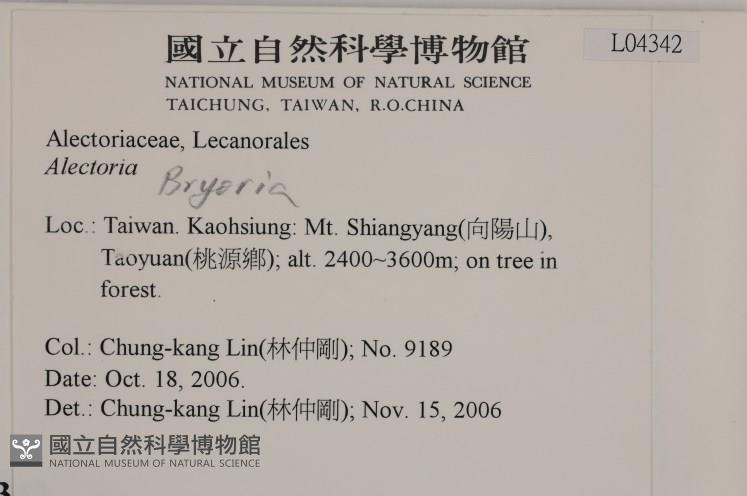 國立自然科學博物館
L04342
NATIONAL MUSEUM OF NATURAL SCIENCE
TAICHUNG, TAIWAN, R.O.CHINA
Alectoriaceae, Lecanorales
Alectoria
Bryoria
Loc.: Taiwan. Kaohsiung: Mt. Shiangyang(向陽山),
Taoyuan(桃源鄉); alt. 2400~3600m; on tree in
forest.
Col.: Chung-kang Lin(林仲剛); No. 9189
Date: Oct. 18, 2006.
Det.: Chung-kang Lin(林仲剛); Nov. 15, 2006
國立自然科學博物館
NATIONAL MUSEUM OF NATURAL SCIENCE